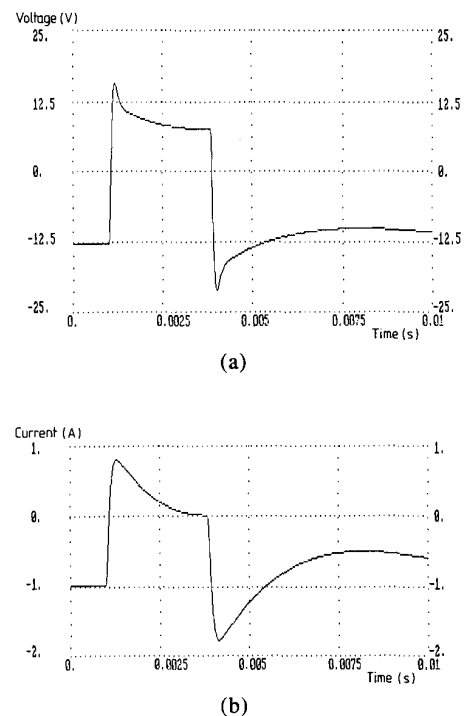 Voltage (V)
25. 25.
12.5 12.5
0. 0.
-12.5 -12.5
-25. -25.
0. 0.0025 0.005 0.0075 0.01
Time (s)
(a)
Current (A)
1. 1.
0. 0.
-1. -1.
-2. -2.
0. 0.0025 0.005 0.0075 0.01
Time (s)
(b)